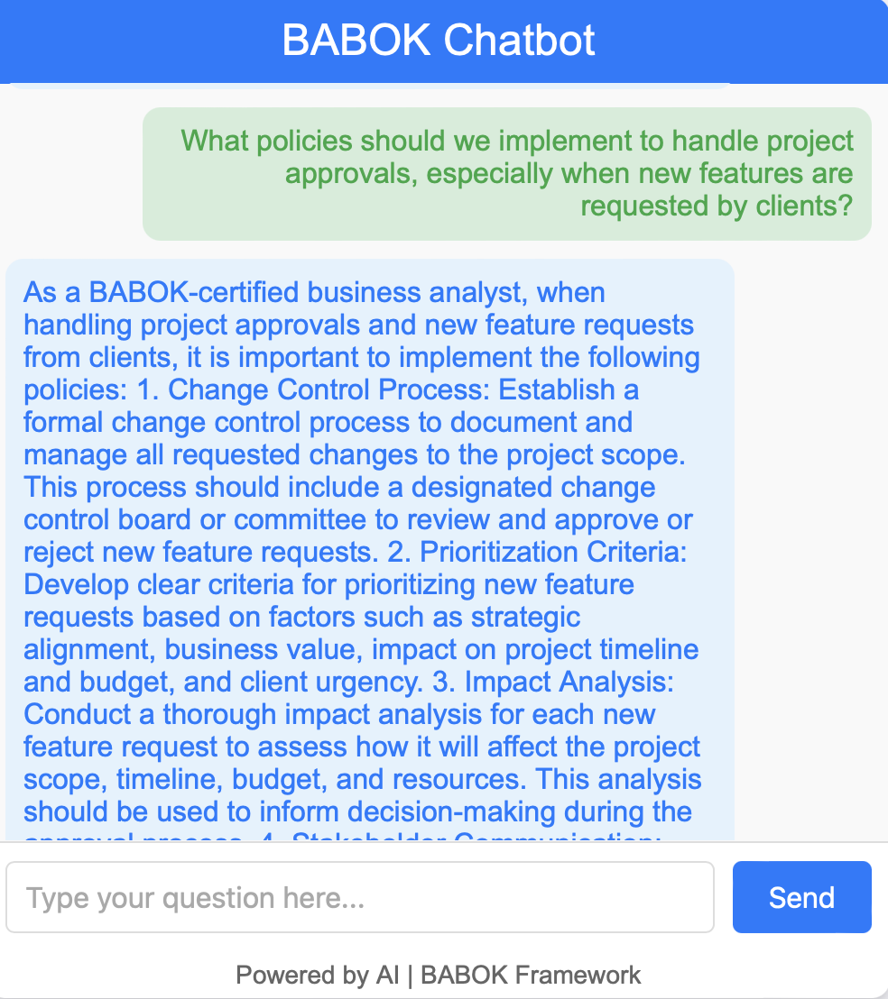 BABOK Chatbot
What policies should we implement to handle project
approvals, especially when new features are
requested by clients?
As a BABOK-certified business analyst, when
handling project approvals and new feature requests
from clients, it is important to implement the following
policies: 1. Change Control Process: Establish a
formal change control process to document and
manage all requested changes to the project scope.
This process should include a designated change
control board or committee to review and approve or
reject new feature requests. 2. Prioritization Criteria:
Develop clear criteria for prioritizing new feature
requests based on factors such as strategic
alignment, business value, impact on project timeline
and budget, and client urgency. 3. Impact Analysis:
Conduct a thorough impact analysis for each new
feature request to assess how it will affect the project
scope, timeline, budget, and resources. This analysis
should be used to inform decision-making during the
approval process. 4. Stakeholder Communication:
Type your question here...
Send
Powered by AI | BABOK Framework